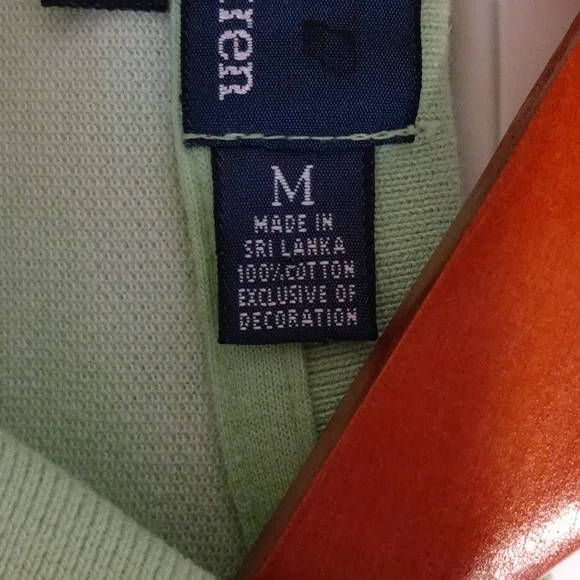 ren
M
MADE IN
SRI LANKA
100% COTTON
EXCLUSIVE OF
DECORATION